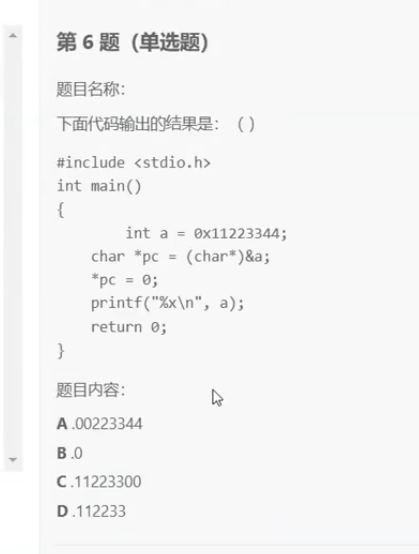 第 6 题（单选题）
题目名称：
下面代码输出的结果是：（ ）
#include <stdio.h>
int main()
{
        int a = 0x11223344;
    char *pc = (char*)&a;
    *pc = 0;
    printf("%x\n", a);
    return 0;
}
题目内容：
A .00223344
B .0
C .11223300
D .112233